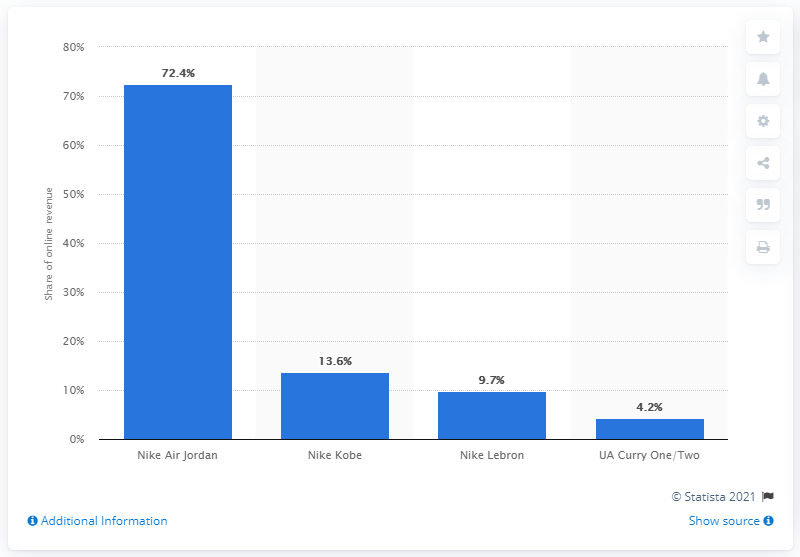 80%
72.4%
70%
60%
50%
40%
30%
20%
10%
0%
Share of online revenue
13.6%
9.7%
4.2%
Nike Air Jordan
Nike Kobe
Nike Lebron
UA Curry One/Two
© Statista 2021
Additional Information
Show source